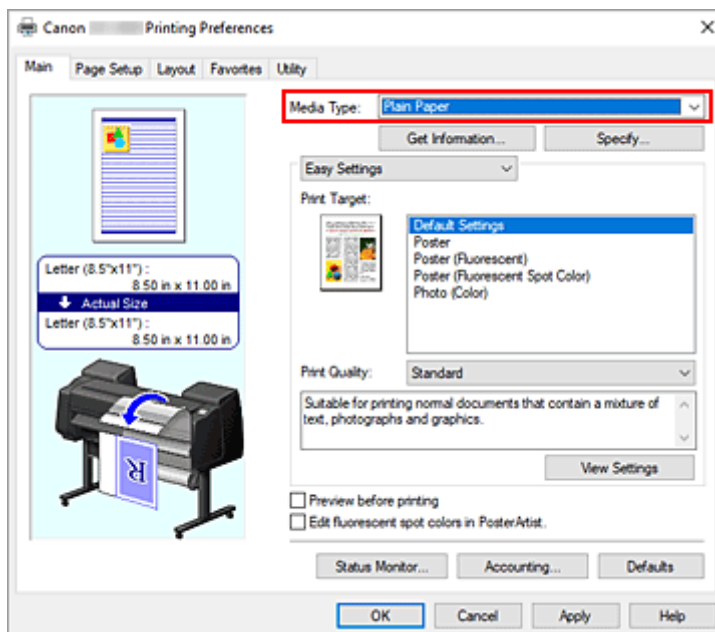 Canon Printing Preferences
Main Page Setup Layout Favorites Utility
Media Type: Plain Paper
Get Information... Specify...
Easy Settings
Print Target:
Default Settings
Poster
Poster (Fluorescent)
Poster (Fluorescent Spot Color)
Photo (Color)
Letter (8.5"x11") :
8.50 in x 11.00 in
Actual Size
Letter (8.5"x11") :
8.50 in x 11.00 in
R
Print Quality: Standard
Suitable for printing normal documents that contain a mixture of
text, photographs and graphics.
View Settings
Preview before printing
Edit fluorescent spot colors in PosterArtist.
Status Monitor... Accounting... Defaults
OK Cancel Apply Help